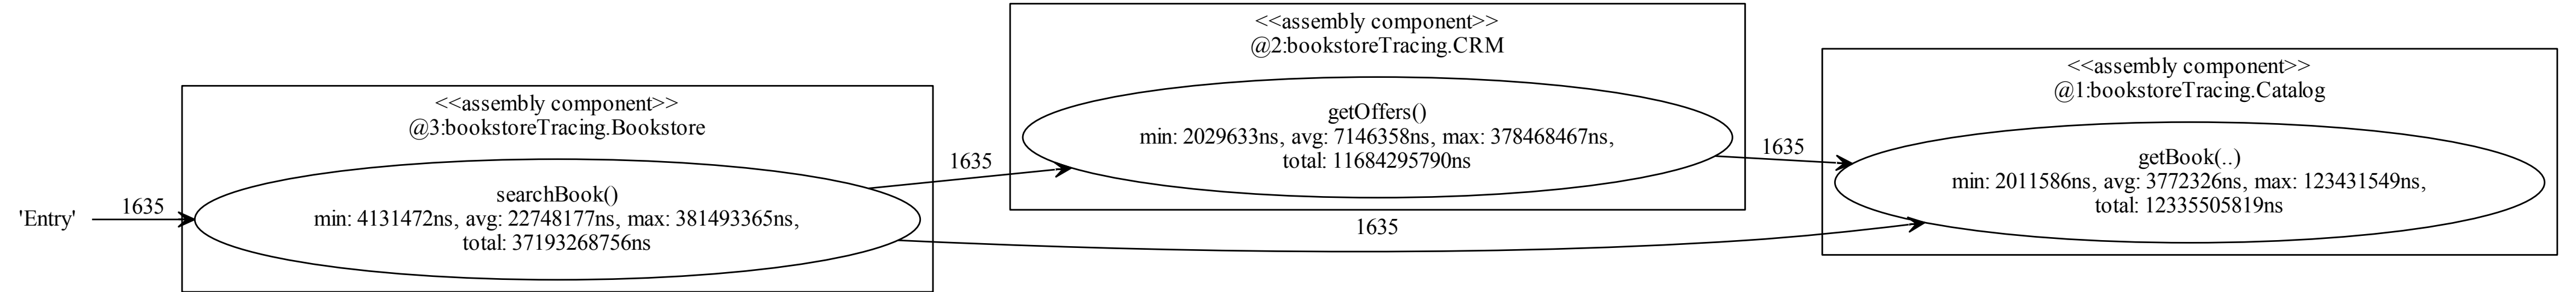 'Entry'
1635
<<assembly component>>
@3:bookstoreTracing.Bookstore
searchBook()
min: 4131472ns, avg: 22748177ns, max: 381493365ns,
total: 37193268756ns
1635
1635
<<assembly component>>
@2:bookstoreTracing.CRM
getOffers()
min: 2029633ns, avg: 7146358ns, max: 378468467ns,
total: 11684295790ns
1635
<<assembly component>>
@1:bookstoreTracing.Catalog
getBook(..)
min: 2011586ns, avg: 3772326ns, max: 123431549ns,
total: 12335505819ns